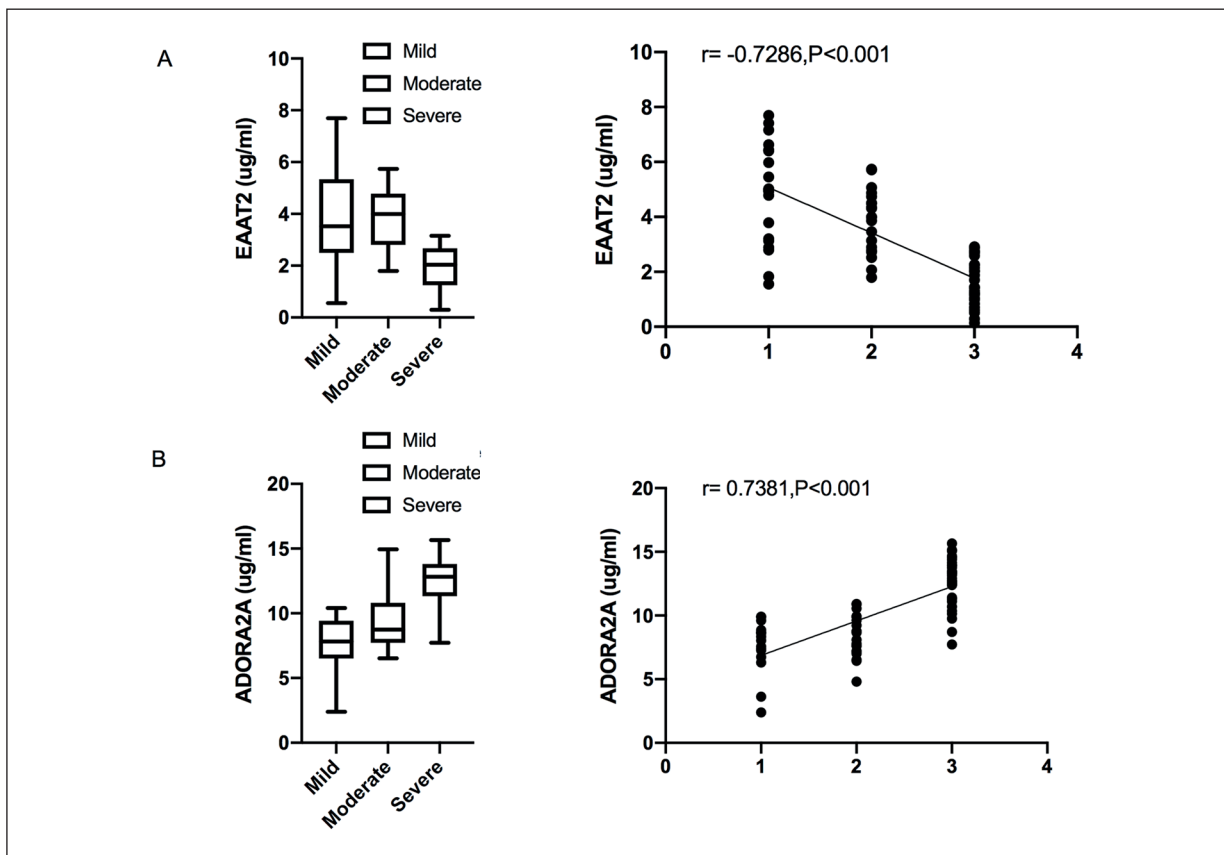 A
Mild
Moderate
Severe
EAAT2 (ug/ml)
10
8
6
4
2
0
Mild
Moderate
Severe
r= -0.7286,P<0.001
EAAT2 (ug/ml)
10
8
6
4
2
0
0 1 2 3 4
B
Mild
Moderate
Severe
ADORA2A (ug/ml)
20
15
10
5
0
Mild
Moderate
Severe
r= 0.7381,P<0.001
ADORA2A (ug/ml)
20
15
10
5
0
0 1 2 3 4